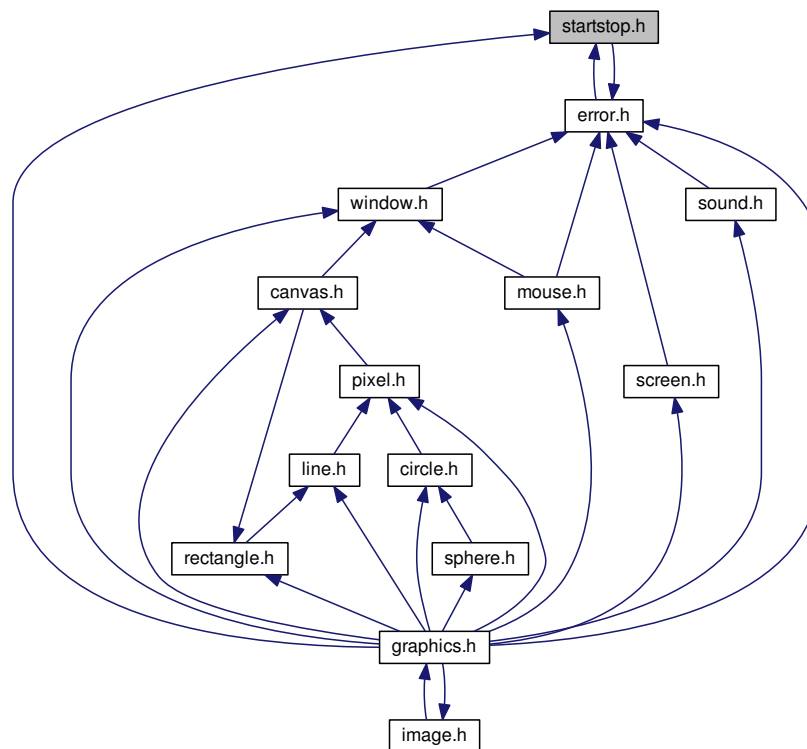 startstop.h
error.h
window.h
sound.h
canvas.h
mouse.h
pixel.h
screen.h
line.h
circle.h
rectangle.h
sphere.h
graphics.h
image.h